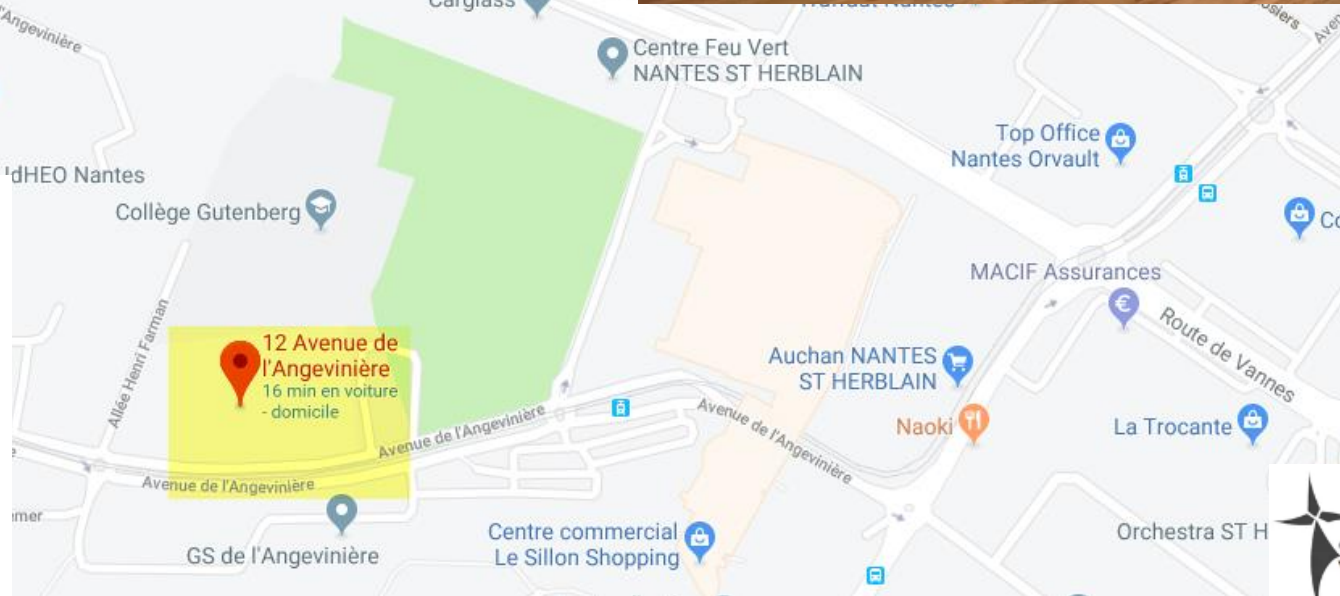 Carglass
Truffaut Nantes
l'Angevinière
Centre Feu Vert
NANTES ST HERBLAIN
Top Office
Nantes Orvault
'dHEO Nantes
Collège Gutenberg
MACIF Assurances
€
Route de Vannes
Allée Henri Farman
12 Avenue de
l'Angevinière
16 min en voiture
- domicile
Auchan NANTES
ST HERBLAIN
Naoki
La Trocante
Avenue de l'Angevinière
Avenue de l'Angevinière
Avenue de l'Angevinière
GS de l'Angevinière
Centre commercial
Le Sillon Shopping
Orchestra ST H